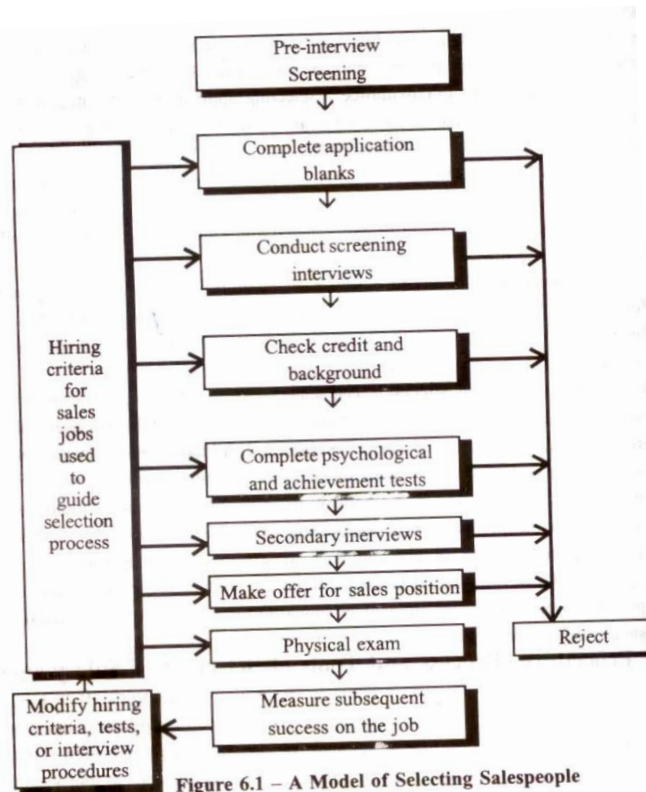 Pre-interview
Screening
Complete application
blanks
Conduct screening
interviews
Hiring
criteria
for
sales
jobs
used
to
guide
selection
process
Check credit and
background
Complete psychological
and achievement tests
Secondary inerviews
Make offer for sales position
Physical exam
Reject
Modify hiring
criteria, tests,
or interview
procedures
Measure subsequent
success on the job
Figure 6.1 – A Model of Selecting Salespeople